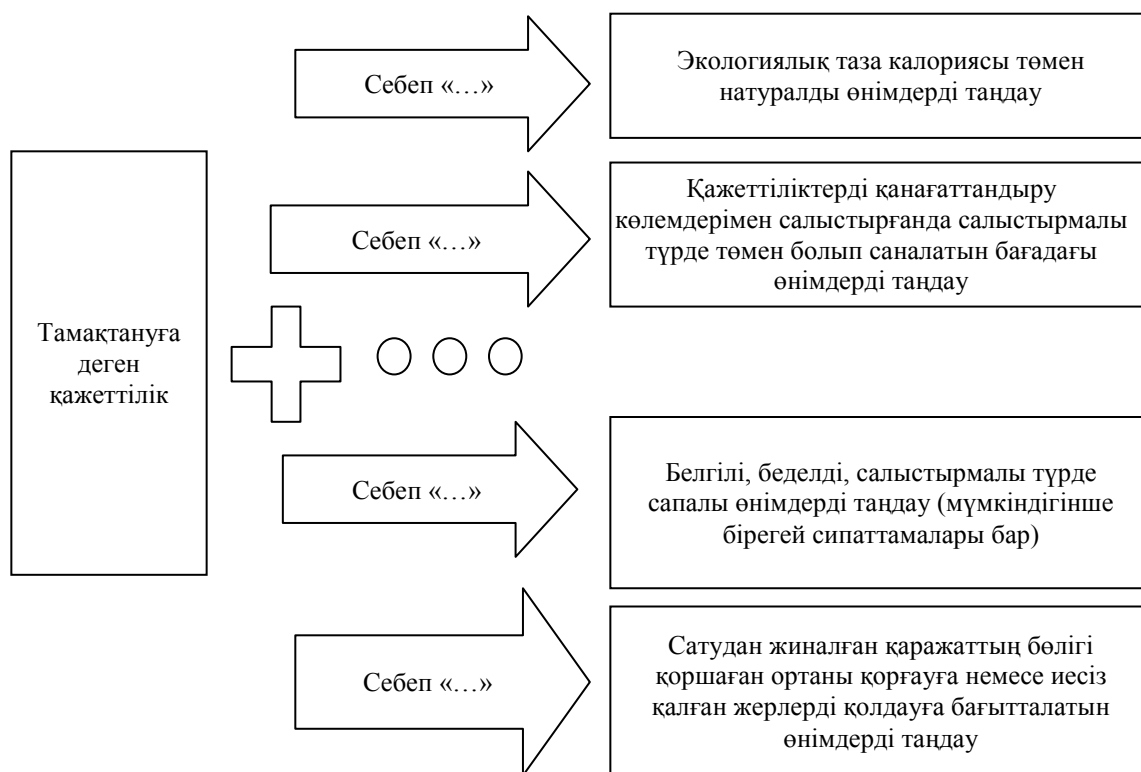 Себеп «…»
Экологиялық таза калориясы төмен
натуралды өнімдерді таңдау
Себеп «…»
Қажеттіліктерді қанағаттандыру
көлемдерімен салыстырғанда салыстырмалы
түрде төмен болып саналатын бағадағы
өнімдерді таңдау
Тамақтануға
деген
қажеттілік
Себеп «…»
Белгілі, беделді, салыстырмалы түрде
сапалы өнімдерді таңдау (мүмкіндігінше
бірегей сипаттамалары бар)
Себеп «…»
Сатудан жиналған қаражаттың бөлігі
қоршаған ортаны қорғауға немесе иесіз
қалған жерлерді қолдауға бағытталатын
өнімдерді таңдау